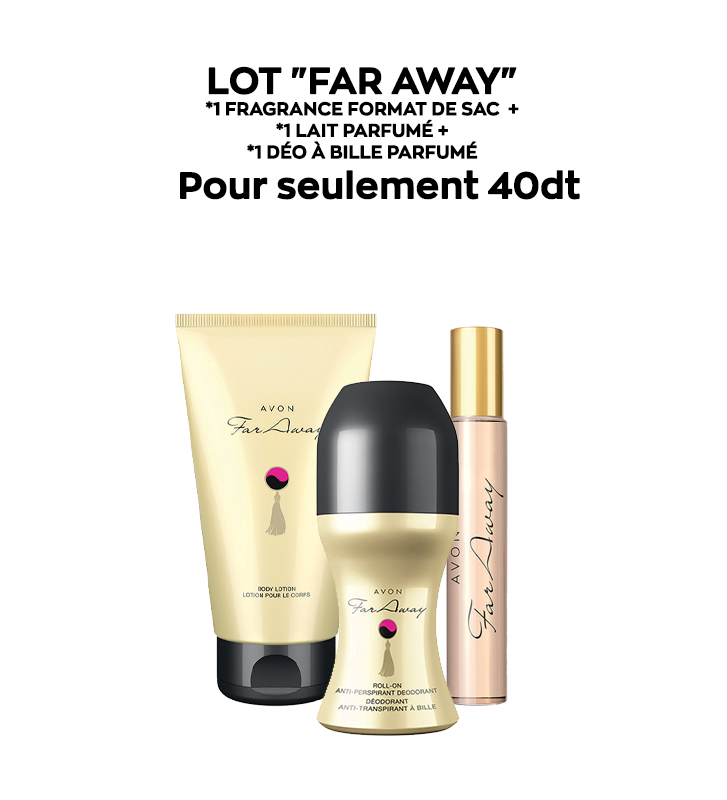 LOT "FAR AWAY"
*1 FRAGRANCE FORMAT DE SAC +
*1 LAIT PARFUMÉ +
*1 DÉO À BILLE PARFUMÉ
Pour seulement 40dt
AVON
Far Away
BODY LOTION
LOTION POUR LE CORPS
AVON
Far Away
ROLL-ON
ANTI-PERSPIRANT DEODORANT
DÉODORANT
ANTI-TRANSPIRANT À BILLE
AVON
Far Away